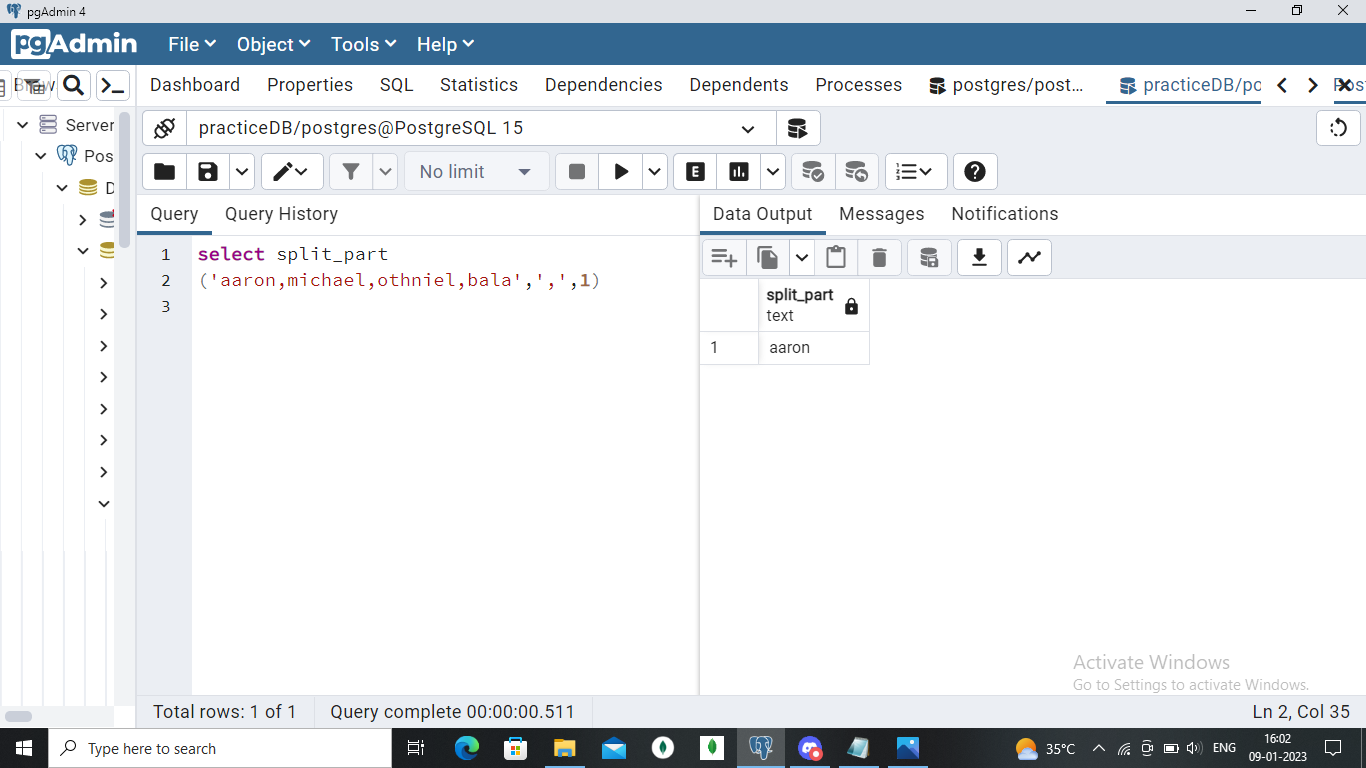 pgAdmin 4
pgAdmin File Object Tools Help
Dashboard Properties SQL Statistics Dependencies Dependents Processes postgres/post... practiceDB/po
Server
Pos
D
practiceDB/postgres@PostgreSQL 15
No limit
E
Query Query History
1 select split_part
2 ('aaron,michael,othniel,bala',',',1)
3
Data Output Messages Notifications
split_part
text
1 aaron
Activate Windows
Go to Settings to activate Windows.
Total rows: 1 of 1 Query complete 00:00:00.511 Ln 2, Col 35
Type here to search 35°C ENG 16:02
09-01-2023